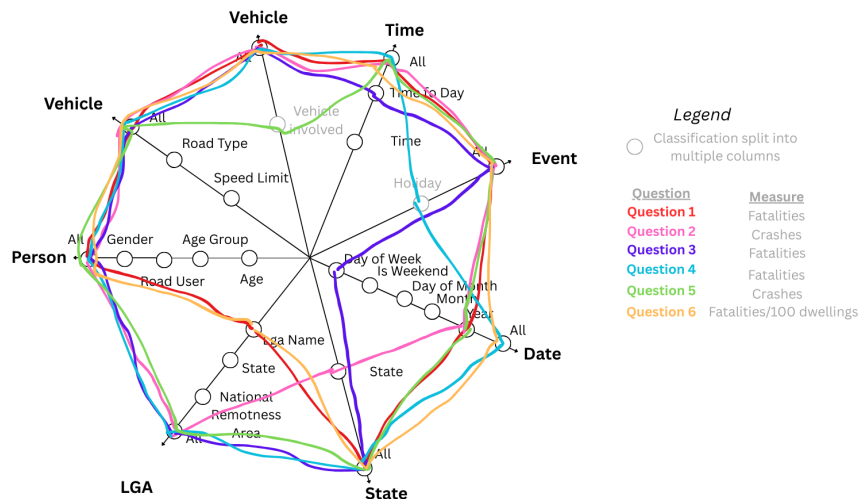 Vehicle
Time
All
All
Time To Day
Vehicle
All
Vehicle
involved
Road Type
Time
All
Event
Speed Limit
Holiday
All
Gender
Age Group
Person
Road User
Age
Day of Week
Is Weekend
Day of Month
Month
Year
All
Date
Lga Name
State
State
National
Remotness
Area
All
All
LGA
State
Legend
Classification split into
multiple columns
Question Measure
Question 1 Fatalities
Question 2 Crashes
Question 3 Fatalities
Question 4 Fatalities
Question 5 Crashes
Question 6 Fatalities/100 dwellings